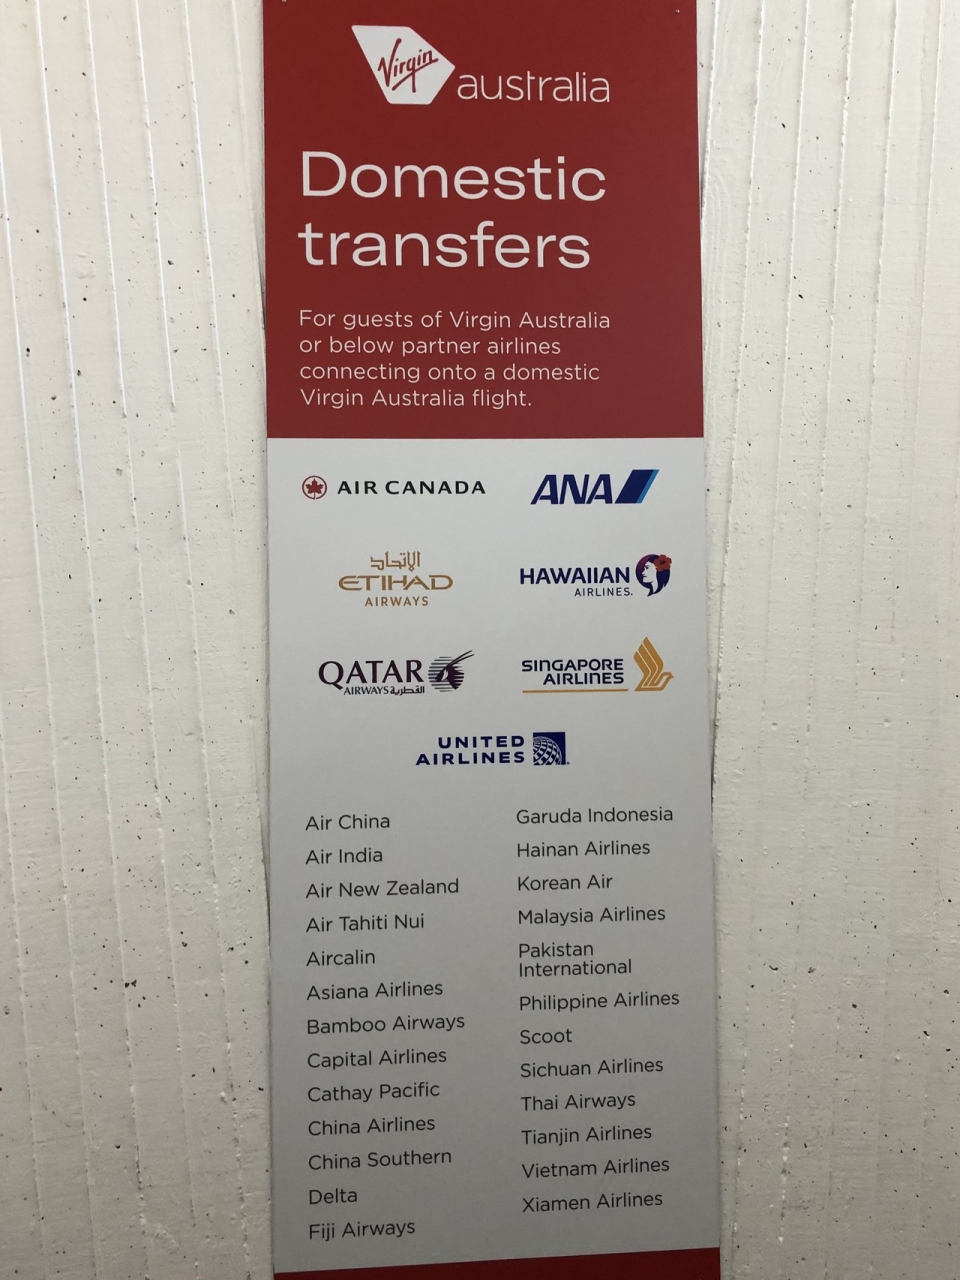 Virgin australia
Domestic
transfers
For guests of Virgin Australia
or below partner airlines
connecting onto a domestic
Virgin Australia flight.
AIR CANADA
ANA
الإتحاد
ETIHAD
AIRWAYS
HAWAIIAN
AIRLINES.
QATAR
AIRWAYS القطرية
SINGAPORE
AIRLINES
UNITED
AIRLINES
Air China
Air India
Air New Zealand
Air Tahiti Nui
Aircalin
Asiana Airlines
Bamboo Airways
Capital Airlines
Cathay Pacific
China Airlines
China Southern
Delta
Fiji Airways
Garuda Indonesia
Hainan Airlines
Korean Air
Malaysia Airlines
Pakistan
International
Philippine Airlines
Scoot
Sichuan Airlines
Thai Airways
Tianjin Airlines
Vietnam Airlines
Xiamen Airlines